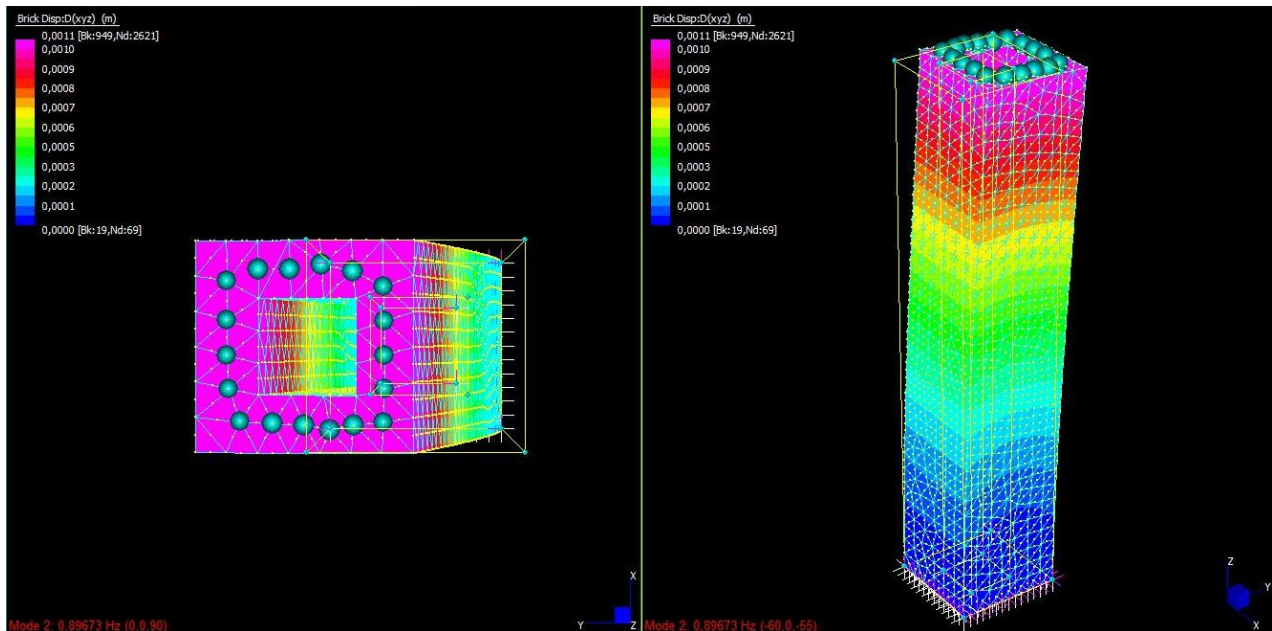 Brick Disp:D(xyz) (m)
0,0011 [Bk:949,Nd:2621]
0,0010
0,0009
0,0008
0,0007
0,0006
0,0005
0,0003
0,0002
0,0001
0,0000 [Bk:19,Nd:69]
X
Y
Z
Mode 2: 0.89673 Hz (0,0,90)
Brick Disp:D(xyz) (m)
0,0011 [Bk:949,Nd:2621]
0,0010
0,0009
0,0008
0,0007
0,0006
0,0005
0,0003
0,0002
0,0001
0,0000 [Bk:19,Nd:69]
Z
Y
X
Mode 2: 0.89673 Hz (-60,0,-55)